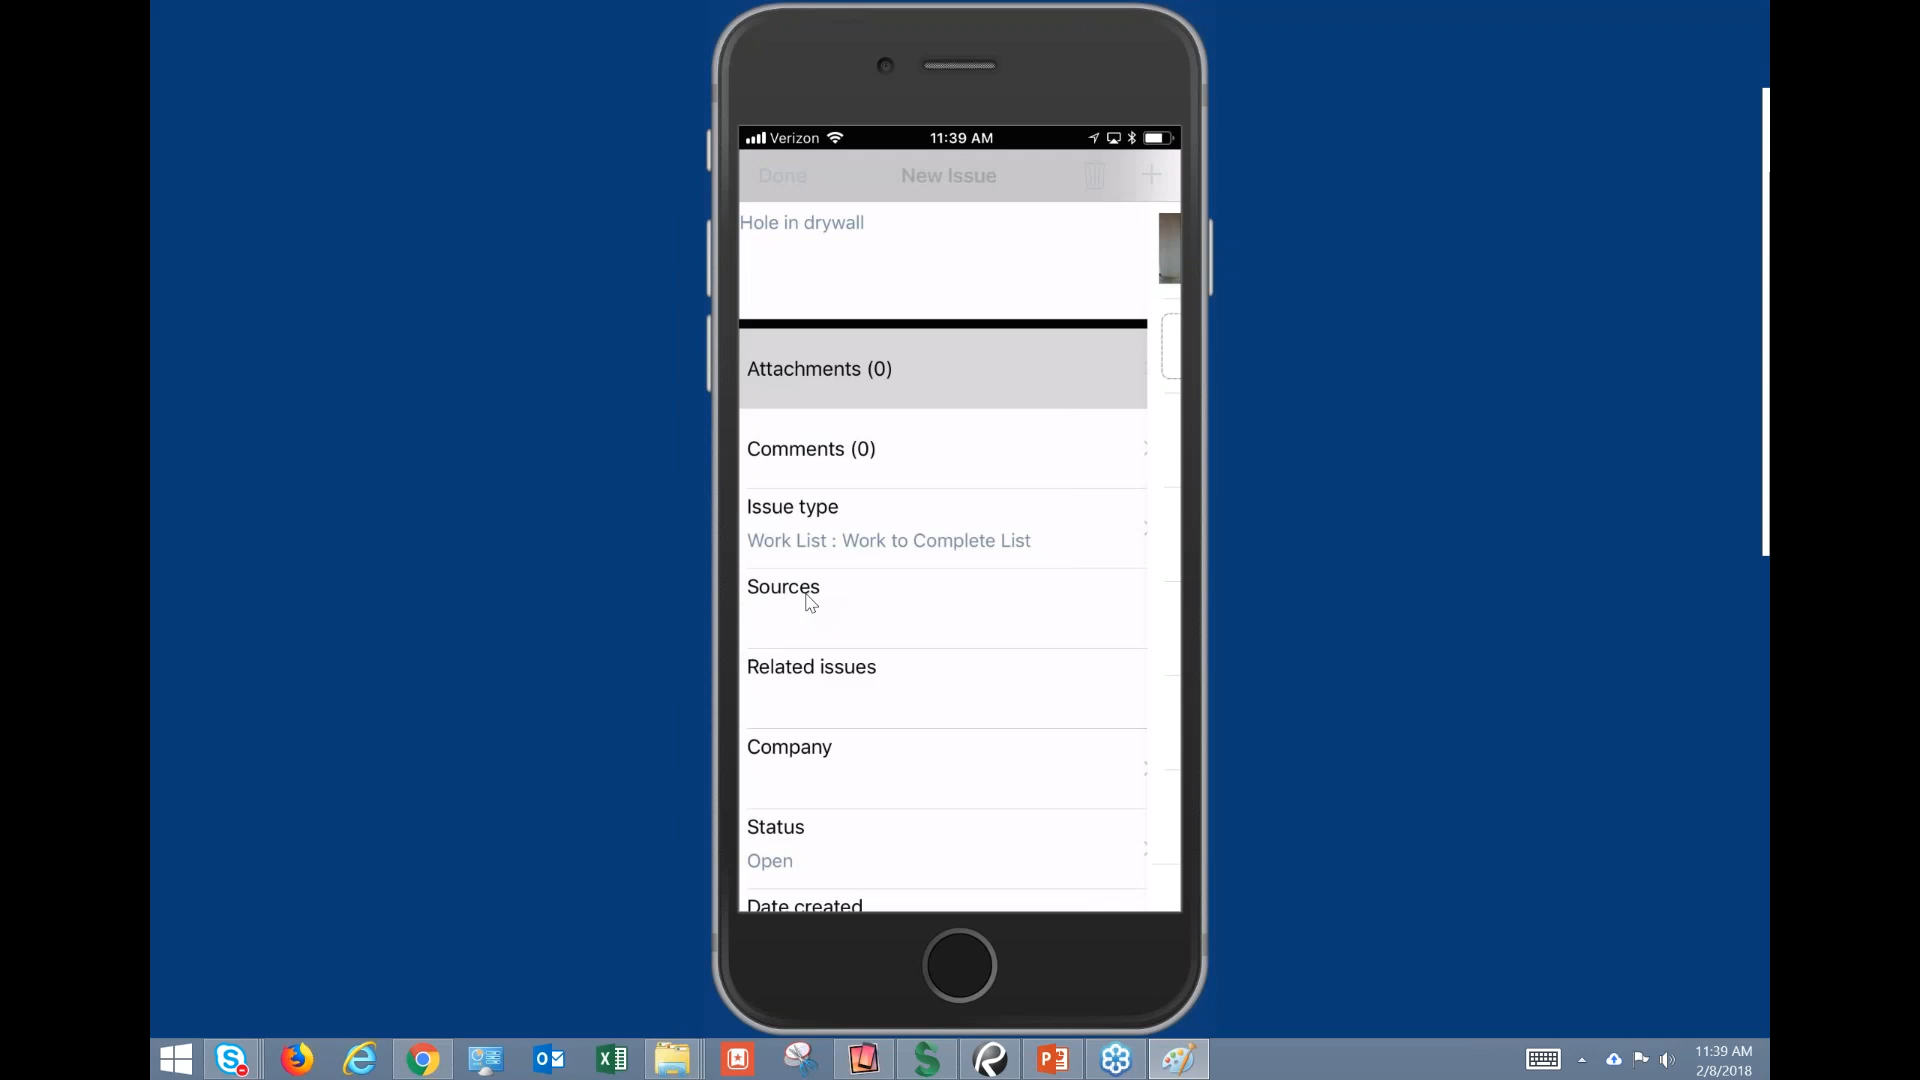 Verizon 11:39 AM
Done New Issue
Hole in drywall
Attachments (0)
Comments (0)
Issue type
Work List : Work to Complete List
Sources
Related issues
Company
Status
Open
Date created
11:39 AM
2/8/2018